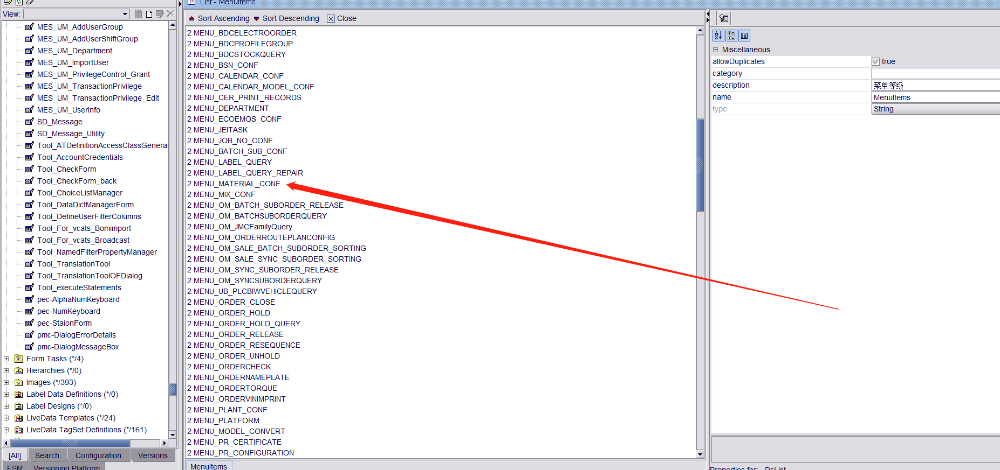 View:
MES_UM_AddUserGroup
MES_UM_AddUserShiftGroup
MES_UM_Department
MES_UM_ImportUser
MES_UM_PrivilegeControl_Grant
MES_UM_TransactionPrivilege
MES_UM_TransactionPrivilege_Edit
MES_UM_UserInfo
SD_Message
SD_Message_Utility
Tool_ATDefinitionAccessClassGenerat
Tool_AccountCredentials
Tool_CheckForm
Tool_CheckForm_back
Tool_ChoiceListManager
Tool_DataDictManagerForm
Tool_DefineUserFilterColumns
Tool_For_vcats_Bomimport
Tool_For_vcats_Broadcast
Tool_NamedFilterPropertyManager
Tool_TranslationTool
Tool_TranslationToolOFDialog
Tool_executeStatements
pec-AlphaNumKeyboard
pec-NumKeyboard
pec-StaionForm
pmc-DialogErrorDetails
pmc-DialogMessageBox
Form Tasks (*/4)
Hierarchies (*/0)
Images (*/393)
Label Data Definitions (*/0)
Label Designs (*/0)
LiveData Templates (*/24)
LiveData TagSet Definitions (*/161)
[All] Search Configuration Versions
FSM Versioning Platform
List - MenuItems
Sort Ascending Sort Descending Close
2 MENU_BDCELECTROORDER
2 MENU_BDCPROFILEGROUP
2 MENU_BDCSTOCKQUERY
2 MENU_BSN_CONF
2 MENU_CALENDAR_CONF
2 MENU_CALENDAR_MODEL_CONF
2 MENU_CER_PRINT_RECORDS
2 MENU_DEPARTMENT
2 MENU_ECOEMOS_CONF
2 MENU_JEITASK
2 MENU_JOB_NO_CONF
2 MENU_BATCH_SUB_CONF
2 MENU_LABEL_QUERY
2 MENU_LABEL_QUERY_REPAIR
2 MENU_MATERIAL_CONF
2 MENU_MIX_CONF
2 MENU_OM_BATCH_SUBORDER_RELEASE
2 MENU_OM_BATCHSUBORDERQUERY
2 MENU_OM_JMCFamilyQuery
2 MENU_OM_ORDERROUTEPLANCONFIG
2 MENU_OM_SALE_BATCH_SUBORDER_SORTING
2 MENU_OM_SALE_SYNC_SUBORDER_SORTING
2 MENU_OM_SYNC_SUBORDER_RELEASE
2 MENU_OM_SYNCSUBORDERQUERY
2 MENU_UB_PLCBIWVEHICLEQUERY
2 MENU_ORDER_CLOSE
2 MENU_ORDER_HOLD
2 MENU_ORDER_HOLD_QUERY
2 MENU_ORDER_RELEASE
2 MENU_ORDER_RESEQUENCE
2 MENU_ORDER_UNHOLD
2 MENU_ORDERCHECK
2 MENU_ORDERNAMEPLATE
2 MENU_ORDERTORQUE
2 MENU_ORDERVINIMPRINT
2 MENU_PLANT_CONF
2 MENU_PLATFORM
2 MENU_MODEL_CONVERT
2 MENU_PR_CERTIFICATE
2 MENU_PR_CONFIGURATION
MenuItems
Miscellaneous
allowDuplicates true
category
description 菜单等级
name MenuItems
type String
Properties for: DsList